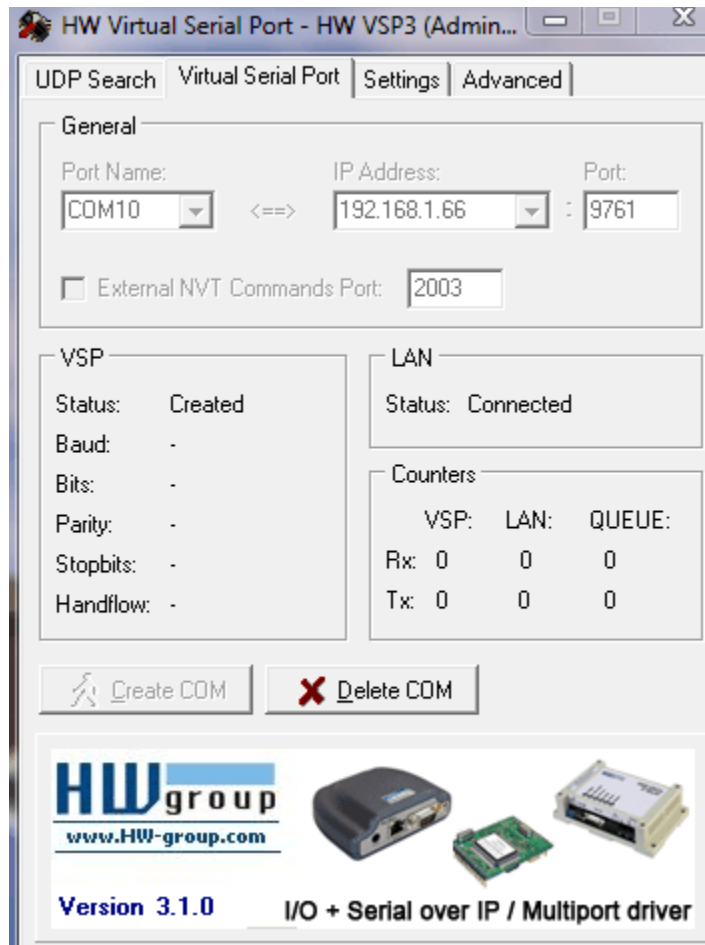 HW Virtual Serial Port - HW VSP3 (Admin...
UDP Search Virtual Serial Port Settings Advanced
General
Port Name: IP Address: Port:
COM10 <==> 192.168.1.66 : 9761
External NVT Commands Port: 2003
VSP
Status: Created
Baud: -
Bits: -
Parity: -
Stopbits: -
Handflow: -
LAN
Status: Connected
Counters
VSP: LAN: QUEUE:
Rx: 0 0 0
Tx: 0 0 0
Create COM Delete COM
HW group
www.HW-group.com
Version 3.1.0
I/O + Serial over IP / Multiport driver